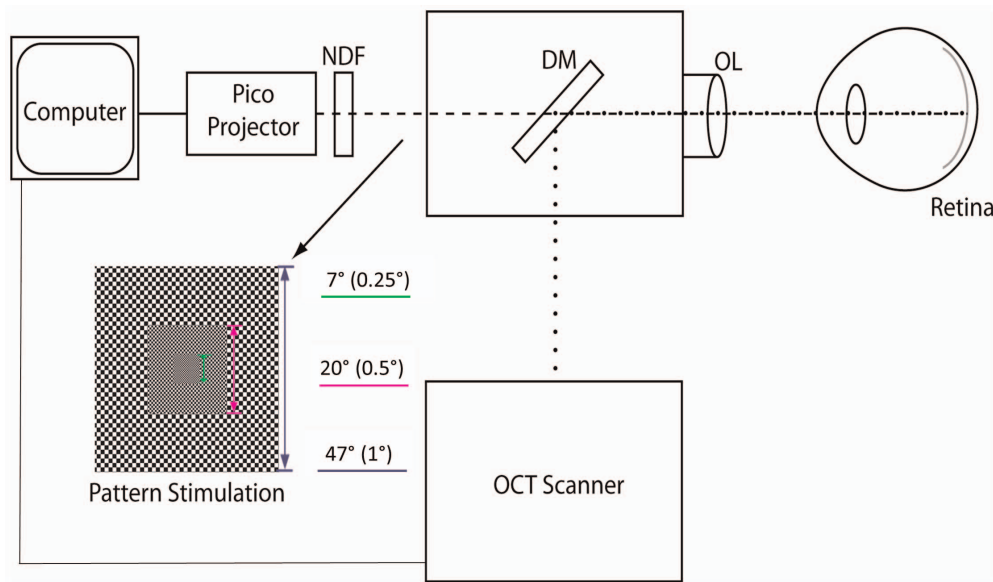 NDF
DM
OL
Computer
Pico
Projector
Retina
7° (0.25°)
20° (0.5°)
47° (1°)
Pattern Stimulation
OCT Scanner